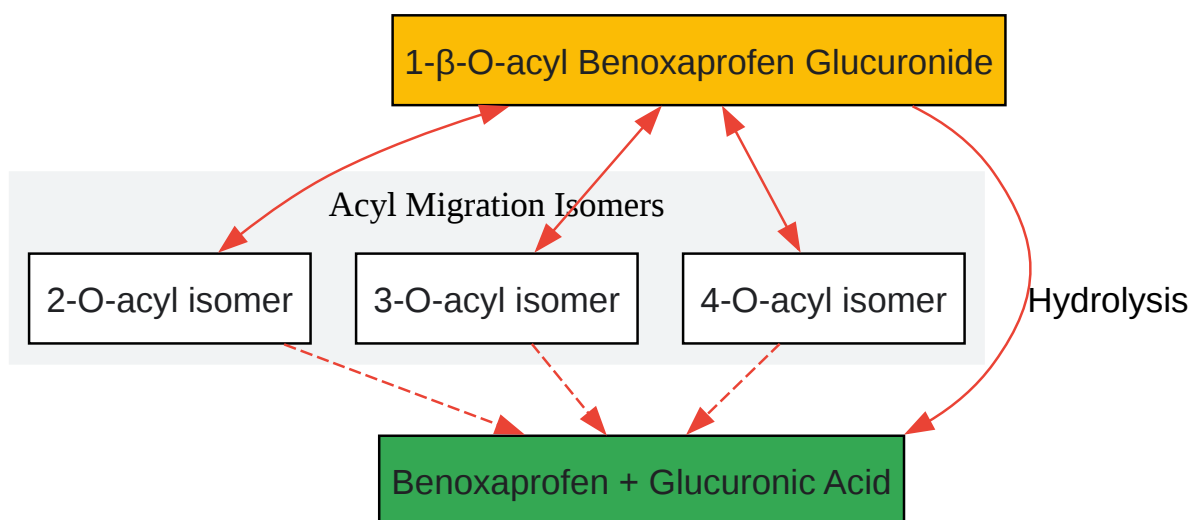 1-β-O-acyl Benoxaprofen Glucuronide
Acyl Migration Isomers
2-O-acyl isomer
3-O-acyl isomer
4-O-acyl isomer
Hydrolysis
Benoxaprofen + Glucuronic Acid